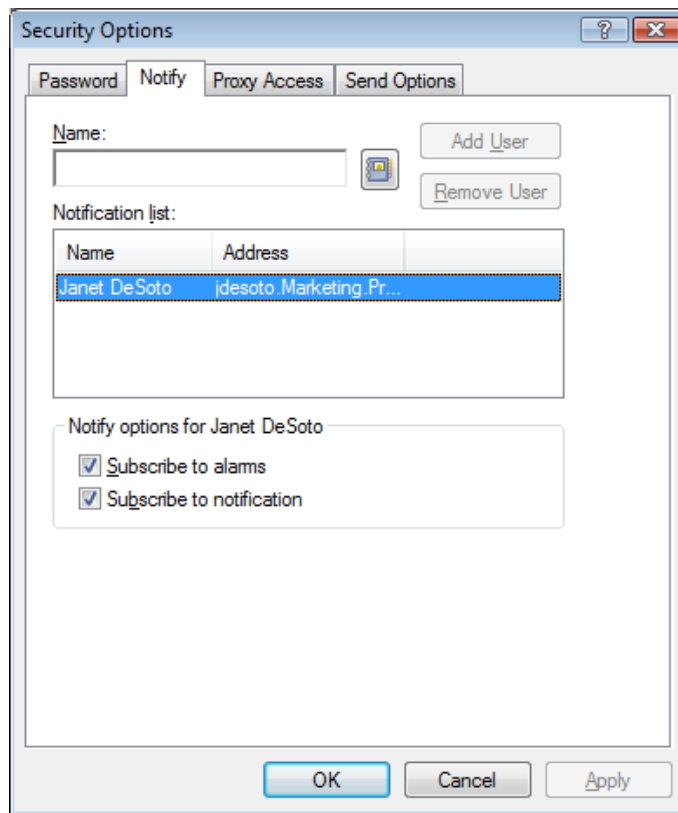 Security Options
Password Notify Proxy Access Send Options
Name:
Add User
Remove User
Notification list:
Name Address
Janet DeSoto jdesoto.Marketing.Pr...
Notify options for Janet DeSoto
Subscribe to alarms
Subscribe to notification
OK Cancel Apply